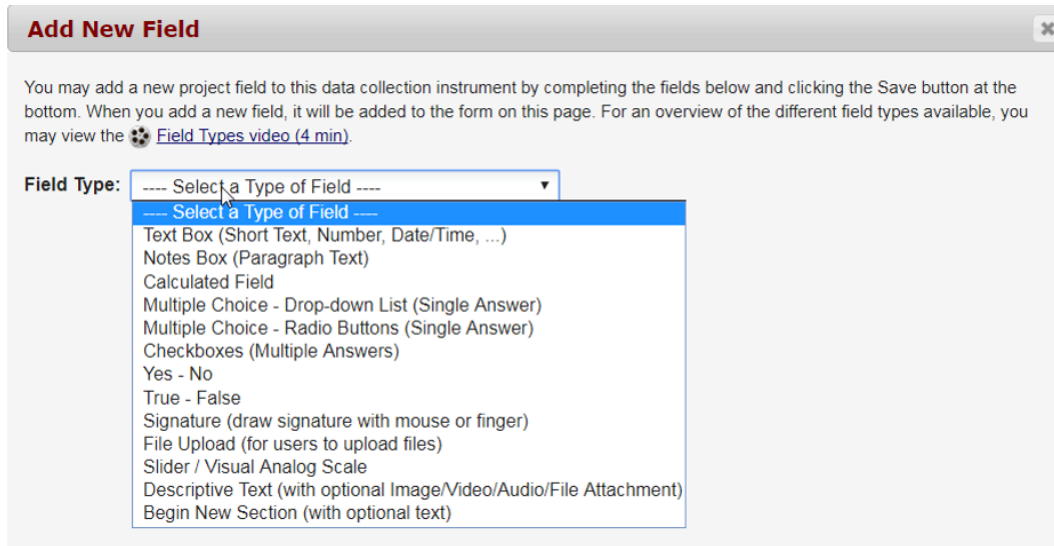 Add New Field
You may add a new project field to this data collection instrument by completing the fields below and clicking the Save button at the
bottom. When you add a new field, it will be added to the form on this page. For an overview of the different field types available, you
may view the Field Types video (4 min).
Field Type: ---- Select a Type of Field ----
---- Select a Type of Field ----
Text Box (Short Text, Number, Date/Time, ...)
Notes Box (Paragraph Text)
Calculated Field
Multiple Choice - Drop-down List (Single Answer)
Multiple Choice - Radio Buttons (Single Answer)
Checkboxes (Multiple Answers)
Yes - No
True - False
Signature (draw signature with mouse or finger)
File Upload (for users to upload files)
Slider / Visual Analog Scale
Descriptive Text (with optional Image/Video/Audio/File Attachment)
Begin New Section (with optional text)